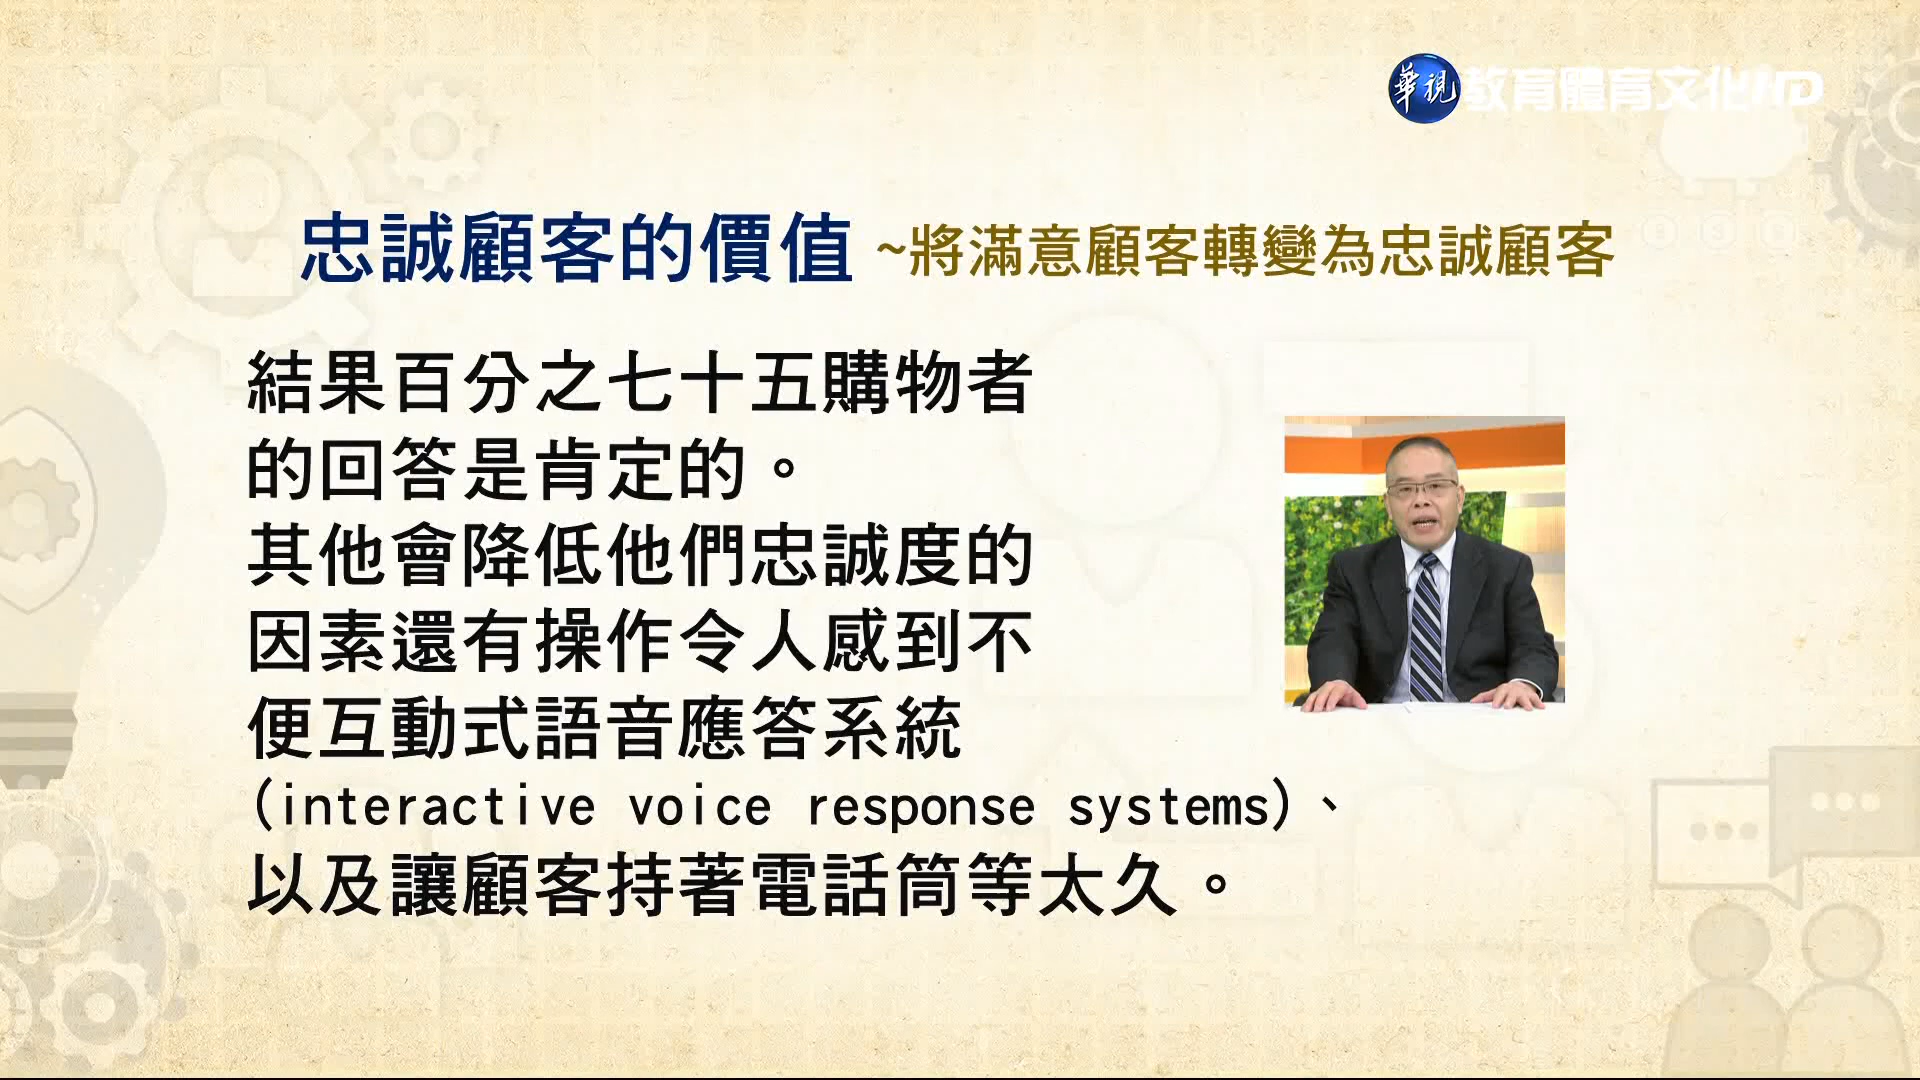 華視 教育體育文化HD
忠誠顧客的價值 ~將滿意顧客轉變為忠誠顧客
結果百分之七十五購物者
的回答是肯定的。
其他會降低他們忠誠度的
因素還有操作令人感到不
便互動式語音應答系統
(interactive voice response systems)、
以及讓顧客持著電話筒等太久。